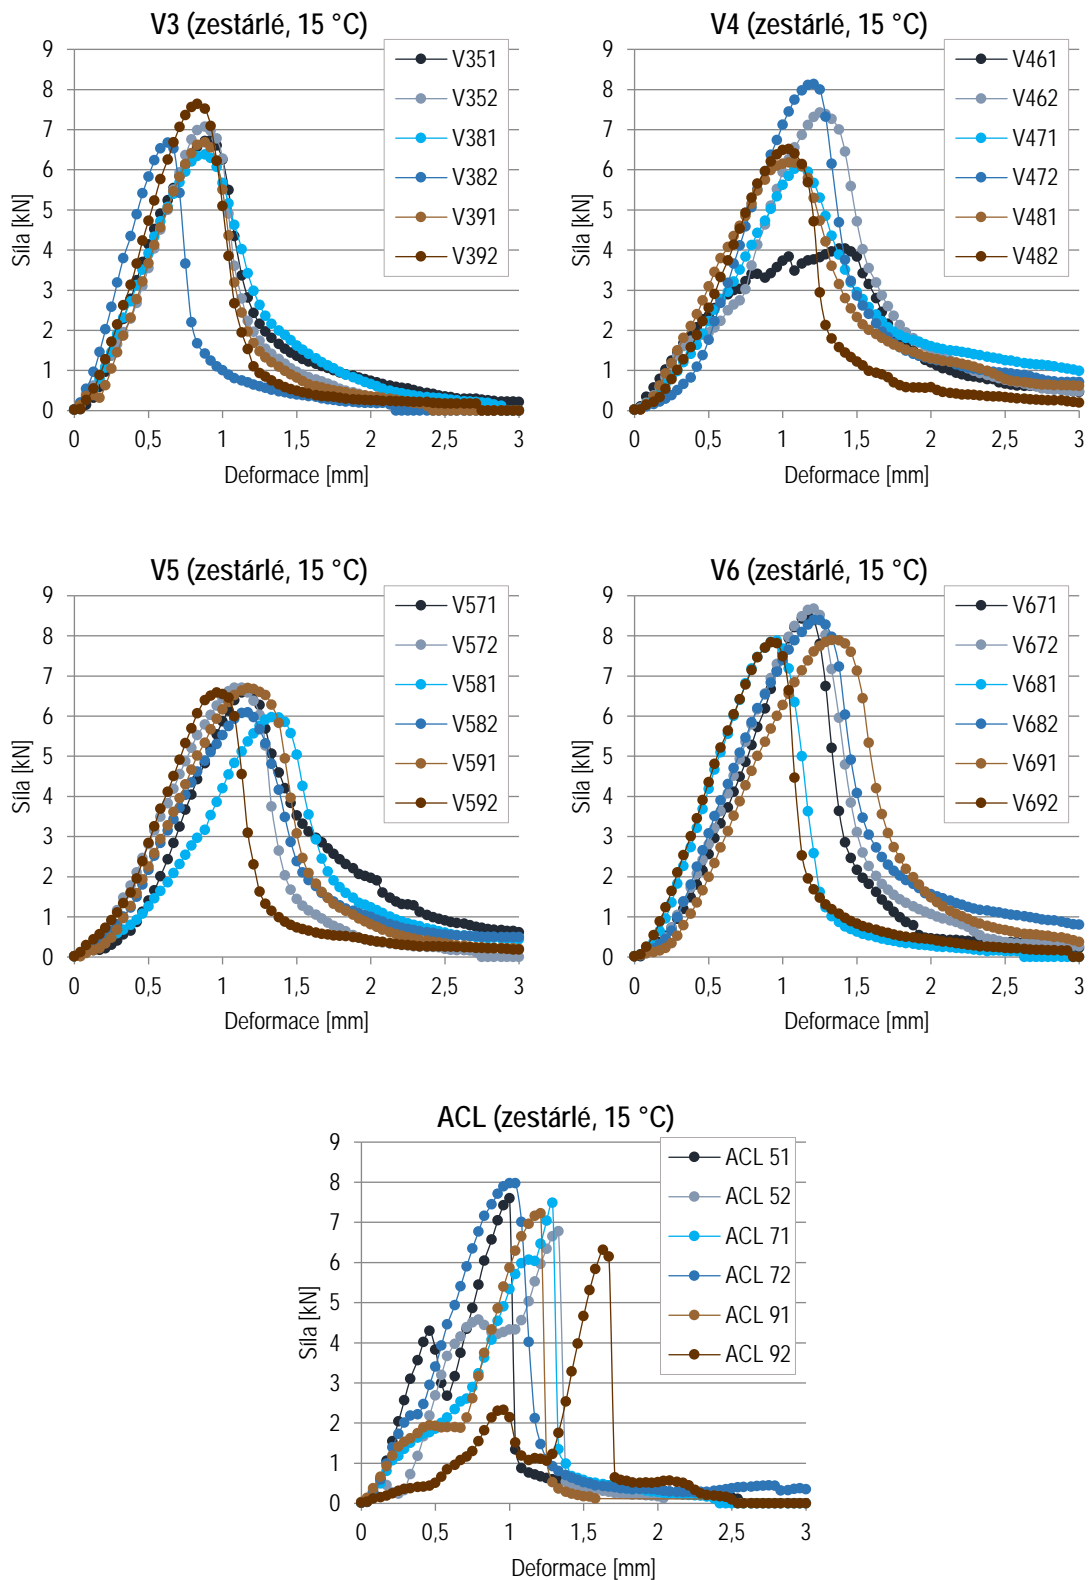 V3 (zestárlé, 15 °C)
9
8
7
6
5
4
3
2
1
0
Síla [kN]
0 0,5 1 1,5 2 2,5 3
Deformace [mm]
V351
V352
V381
V382
V391
V392
V4 (zestárlé, 15 °C)
9
8
7
6
5
4
3
2
1
0
Síla [kN]
0 0,5 1 1,5 2 2,5 3
Deformace [mm]
V461
V462
V471
V472
V481
V482
V5 (zestárlé, 15 °C)
9
8
7
6
5
4
3
2
1
0
Síla [kN]
0 0,5 1 1,5 2 2,5 3
Deformace [mm]
V571
V572
V581
V582
V591
V592
V6 (zestárlé, 15 °C)
9
8
7
6
5
4
3
2
1
0
Síla [kN]
0 0,5 1 1,5 2 2,5 3
Deformace [mm]
V671
V672
V681
V682
V691
V692
ACL (zestárlé, 15 °C)
9
8
7
6
5
4
3
2
1
0
Síla [kN]
0 0,5 1 1,5 2 2,5 3
Deformace [mm]
ACL 51
ACL 52
ACL 71
ACL 72
ACL 91
ACL 92